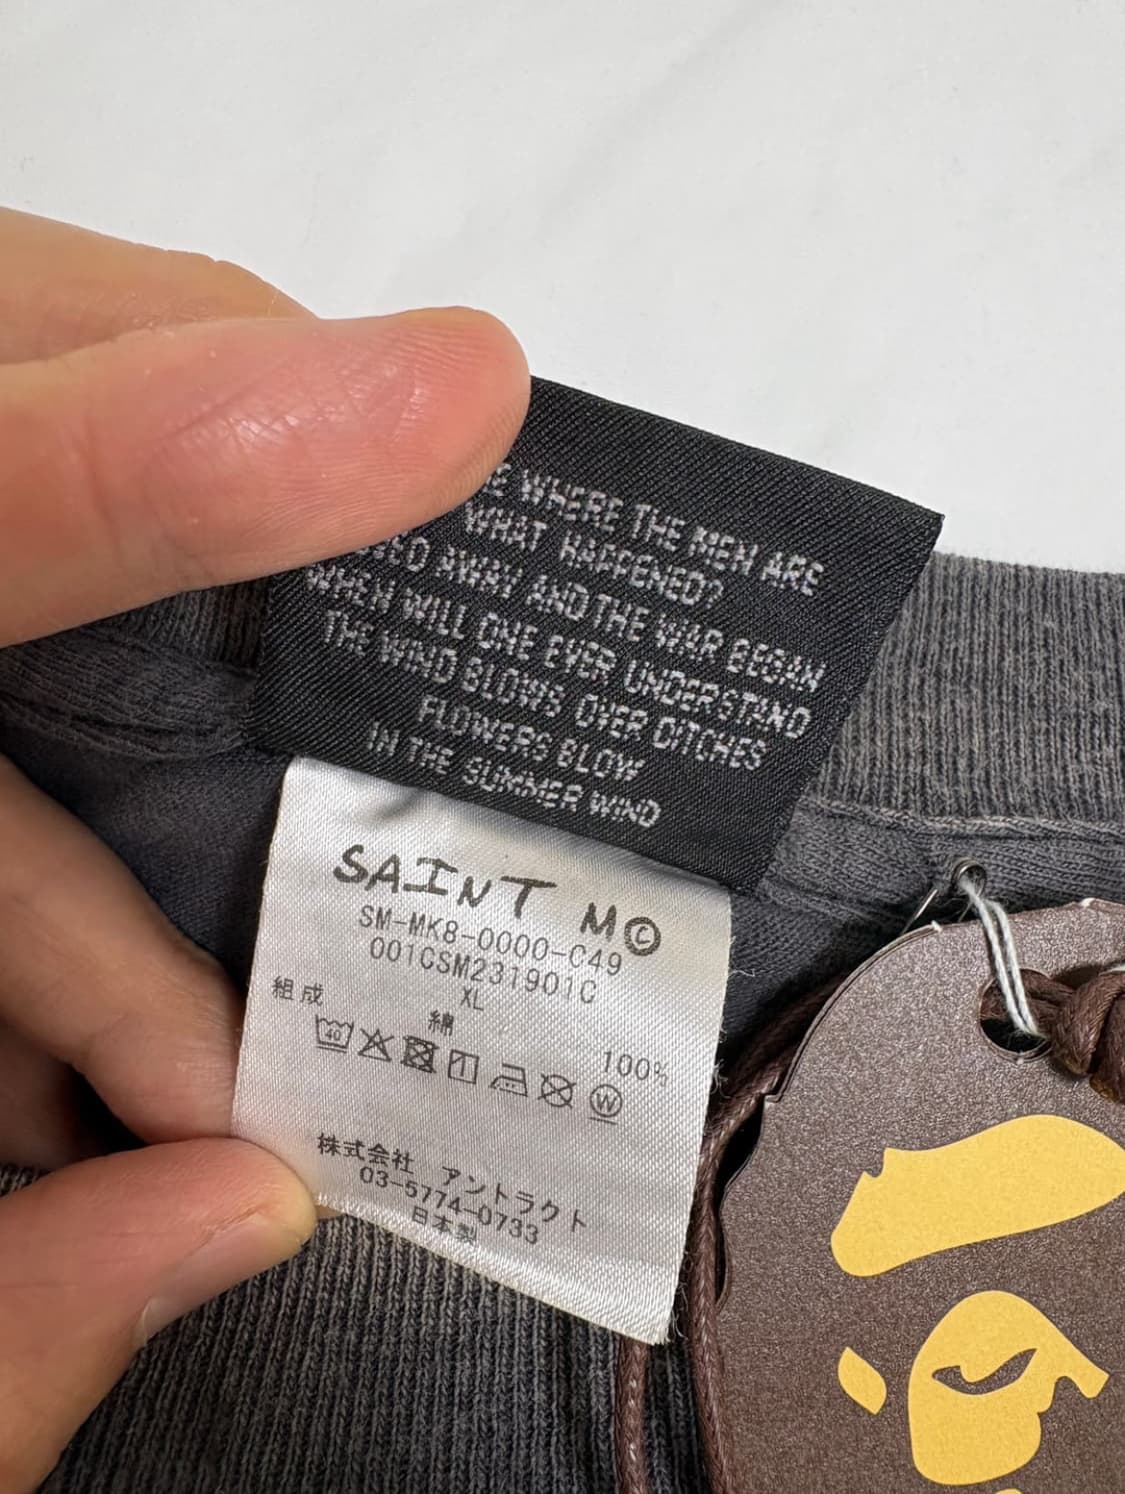 WHERE THE MEN ARE
WHAT HAPPENED?
AWAY AND THE WAR BEGAN
WHEN WILL ONE EVER UNDERSTAND
THE WIND BLOWS OVER DITCHES
FLOWERS BLOW
IN THE SUMMER WIND
SAINT M©
SM-MK8-0000-C49
001CSM231901C
XL
組成
綿 100%
40
W
株式会社 アントラクト
03-5774-0733
日本製